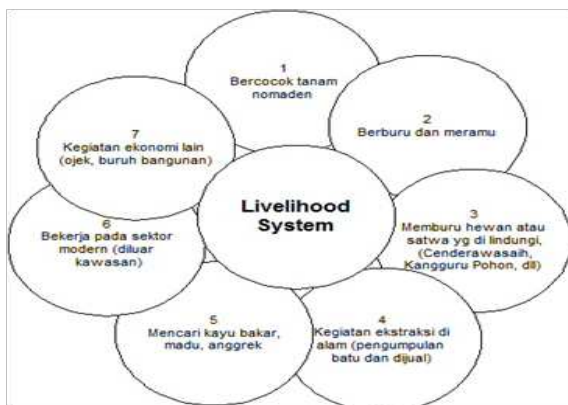 1
Bercocok tanam
nomaden
2
Berburu dan meramu
3
Memburu hewan atau
satwa yg di lindungi,
(Cenderawasaih,
Kangguru Pohon, dll)
4
Kegiatan ekstraksi di
alam (pengumpulan
batu dan dijual)
5
Mencari kayu bakar,
madu, anggrek
6
Bekerja pada sektor
modern (diluar
kawasan)
7
Kegiatan ekonomi lain
(ojek, buruh bangunan)
Livelihood
System